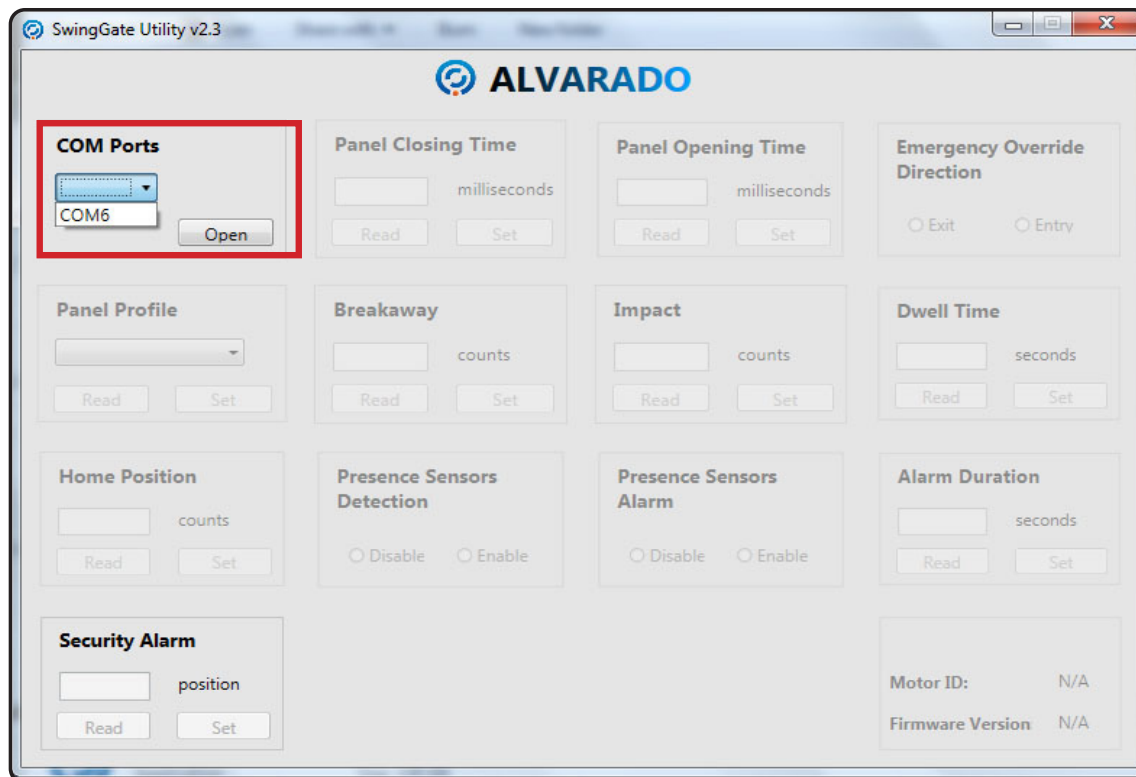 SwingGate Utility v2.3
ALVARADO
COM Ports
COM6
Open
Panel Closing Time
milliseconds
Read
Set
Panel Opening Time
milliseconds
Read
Set
Emergency Override
Direction
Exit
Entry
Panel Profile
Read
Set
Breakaway
counts
Read
Set
Impact
counts
Read
Set
Dwell Time
seconds
Read
Set
Home Position
counts
Read
Set
Presence Sensors
Detection
Disable
Enable
Presence Sensors
Alarm
Disable
Enable
Alarm Duration
seconds
Read
Set
Security Alarm
position
Read
Set
Motor ID: N/A
Firmware Version N/A